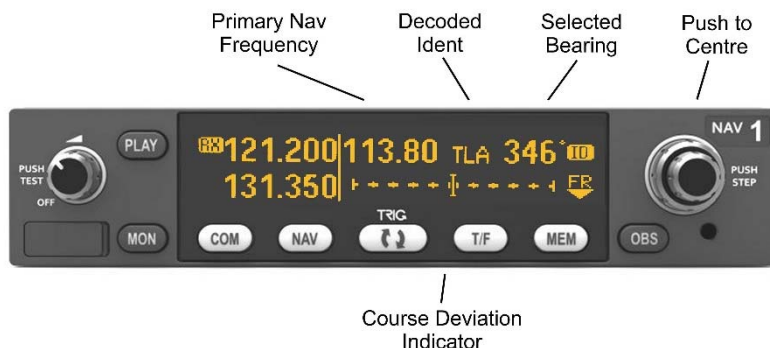 Primary Nav
Frequency
Decoded
Ident
Selected
Bearing
Push to
Centre
PLAY
PUSH
TEST
OFF
MON
RX 121.200 113.80 TLA 346° ID
131.350 FR
TRIG
COM
NAV
T/F
MEM
NAV 1
PUSH
STEP
OBS
Course Deviation
Indicator